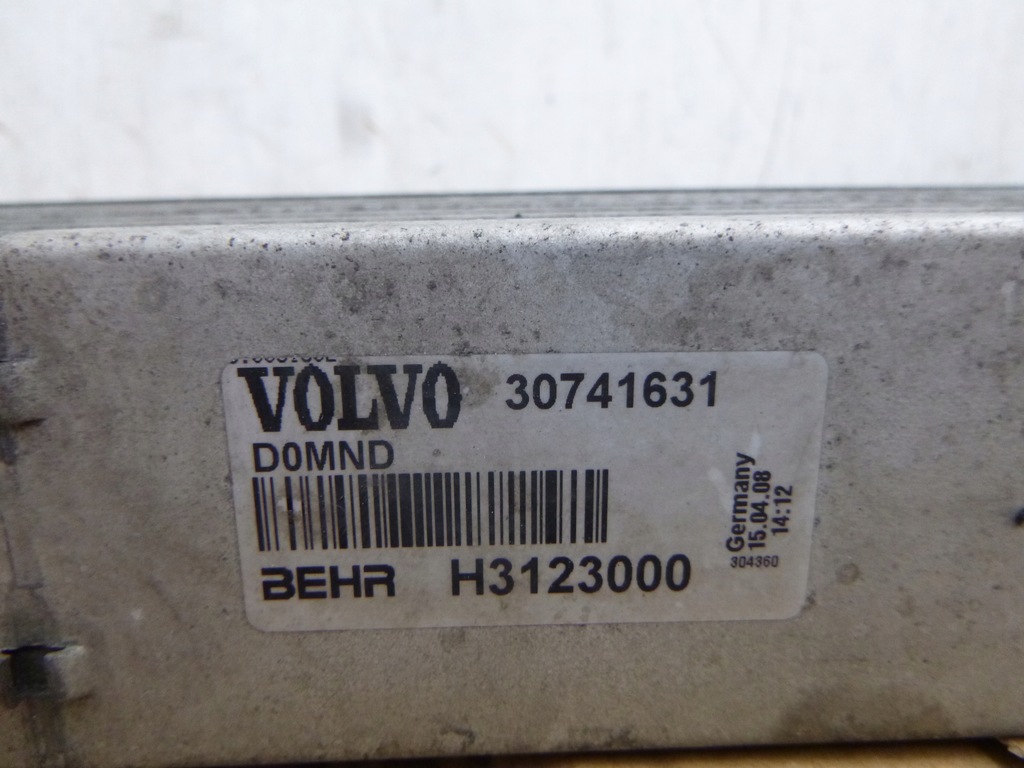 VOLVO 30741631
D0MND
BEHR H3123000
Germany
15.04.08
14:12
304360